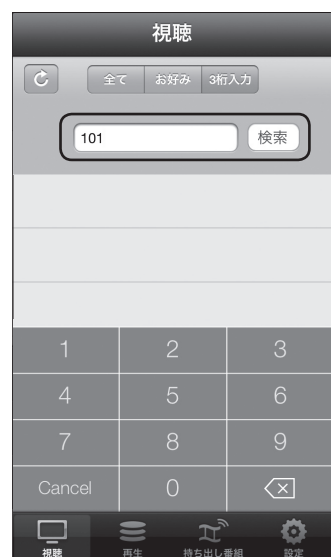 視聴
全て お好み 3桁入力
101 検索
1 2 3
4 5 6
7 8 9
Cancel 0
視聴 再生 持ち出し番組 設定